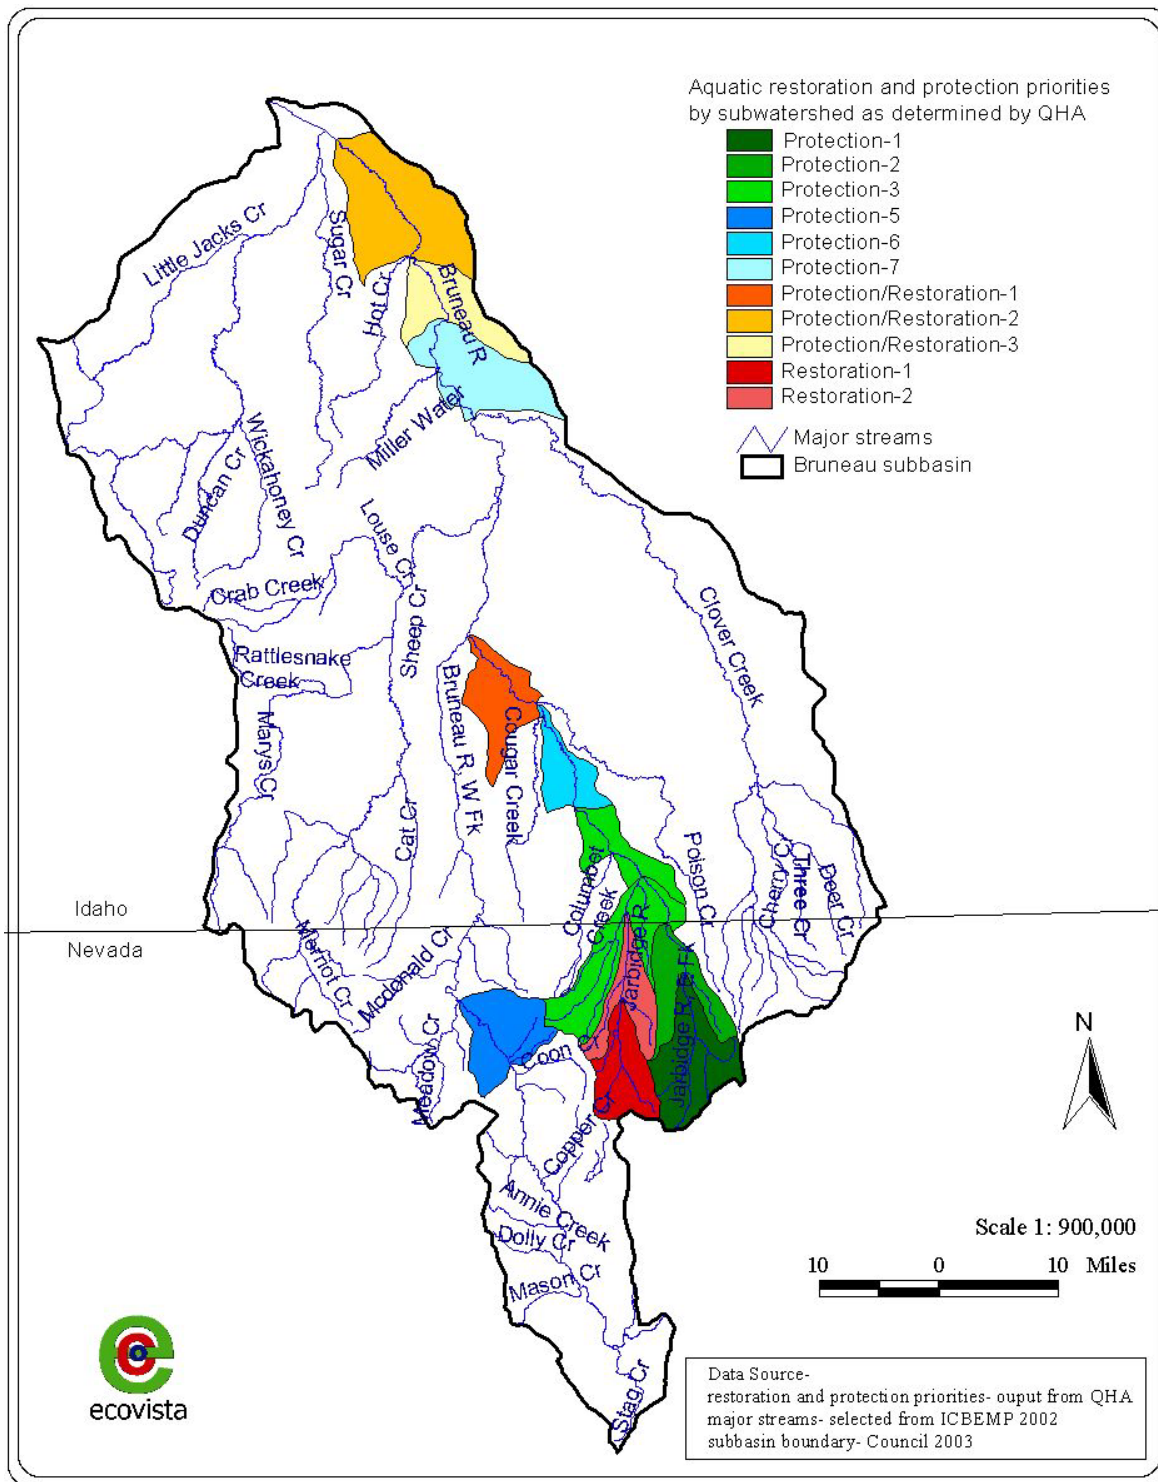 Aquatic restoration and protection priorities
by subwatershed as determined by QHA
Protection-1
Protection-2
Protection-3
Protection-5
Protection-6
Protection-7
Protection/Restoration-1
Protection/Restoration-2
Protection/Restoration-3
Restoration-1
Restoration-2
Major streams
Bruneau subbasin
Little Jacks Cr
Sugar Cr
Hot Cr
Bruneau R
Miller Water
Wickahoney Cr
Duncan Cr
Louse Cr
Crab Creek
Sheep Cr
Clover Creek
Rattlesnake
Creek
Marys Cr
Bruneau R, W Fk
Cougar Creek
Cat Cr
Poison Cr
Columbet
Creek
Cherry Cr
Three Cr
Deer Cr
Idaho
Nevada
Merriot Cr
Mcdonald Cr
Jarbidge R
Jarbidge R, E Fk
Meadow Cr
Coon Cr
Copper Cr
Annie Creek
Dolly Cr
Mason Cr
Stag Cr
N
Scale 1: 900,000
10 0 10 Miles
ecovista
Data Source-
restoration and protection priorities- ouput from QHA
major streams- selected from ICBEMP 2002
subbasin boundary- Council 2003